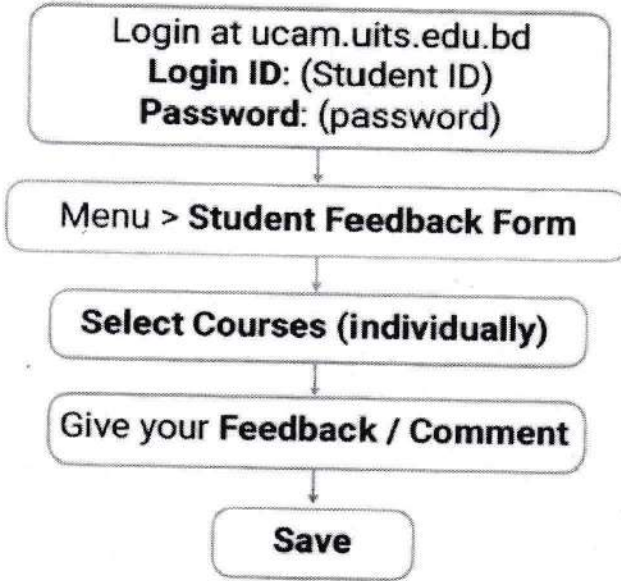 Login at ucam.uits.edu.bd
Login ID: (Student ID)
Password: (password)
Menu > Student Feedback Form
Select Courses (individually)
Give your Feedback / Comment
Save